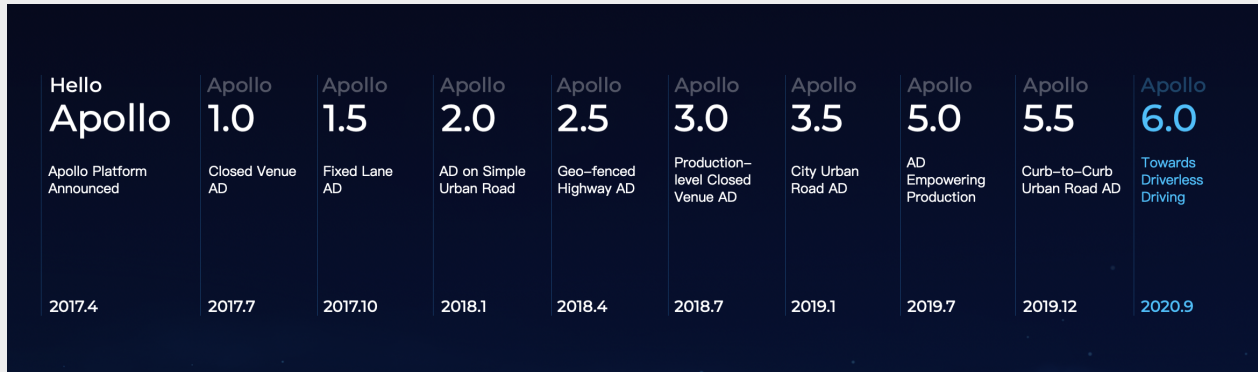 Hello
Apollo
Apollo Platform
Announced
2017.4
Apollo
1.0
Closed Venue
AD
2017.7
Apollo
1.5
Fixed Lane
AD
2017.10
Apollo
2.0
AD on Simple
Urban Road
2018.1
Apollo
2.5
Geo-fenced
Highway AD
2018.4
Apollo
3.0
Production-
level Closed
Venue AD
2018.7
Apollo
3.5
City Urban
Road AD
2019.1
Apollo
5.0
AD
Empowering
Production
2019.7
Apollo
5.5
Curb-to-Curb
Urban Road AD
2019.12
Apollo
6.0
Towards
Driverless
Driving
2020.9